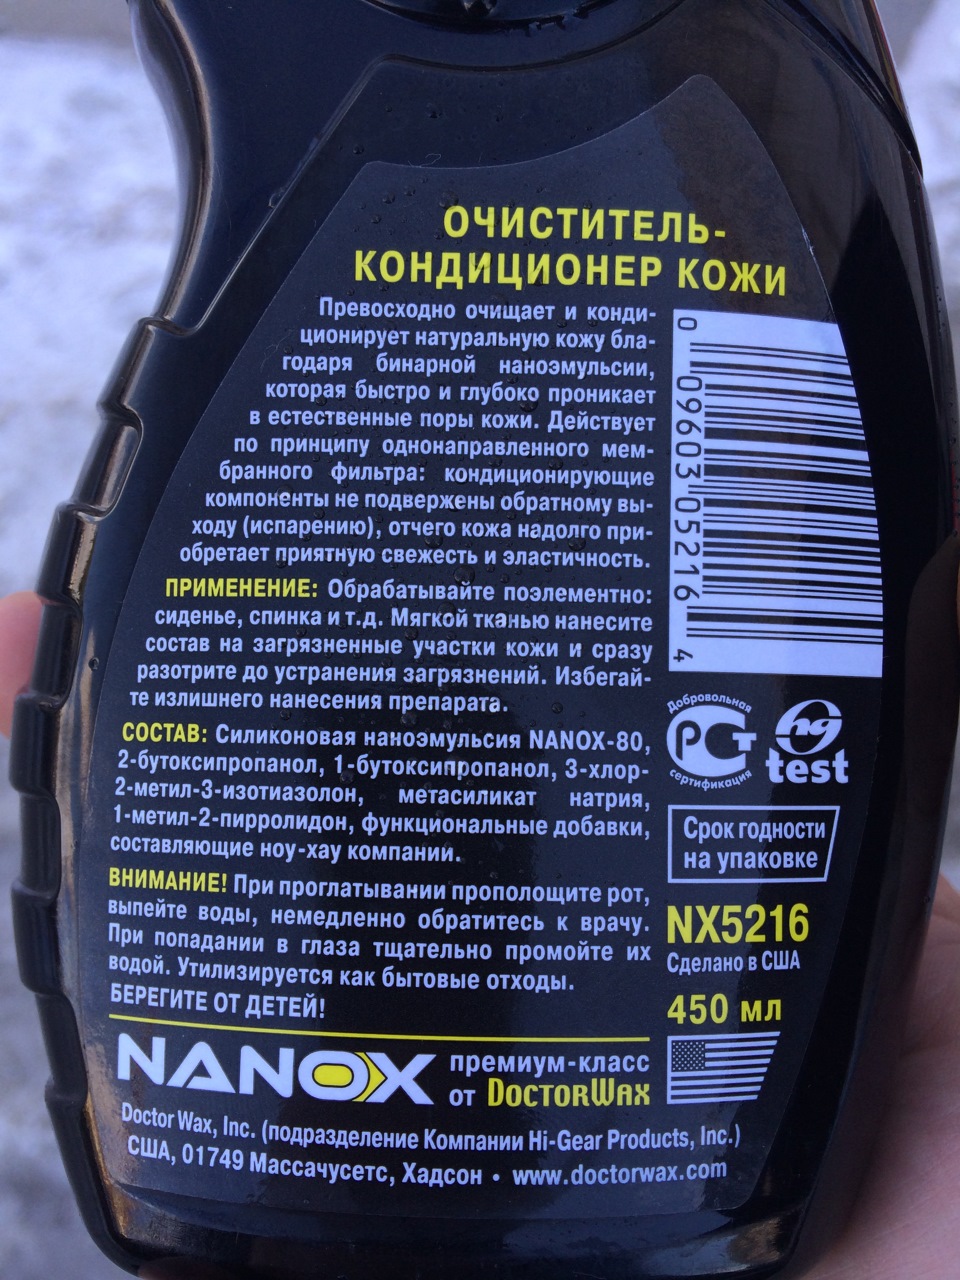 ОЧИСТИТЕЛЬ-
КОНДИЦИОНЕР КОЖИ
Превосходно очищает и конди-
ционирует натуральную кожу бла-
годаря бинарной наноэмульсии,
которая быстро и глубоко проникает
в естественные поры кожи. Действует
по принципу однонаправленного мем-
бранного фильтра: кондиционирующие
компоненты не подвержены обратному вы-
ходу (испарению), отчего кожа надолго при-
обретает приятную свежесть и эластичность.
ПРИМЕНЕНИЕ: Обрабатывайте поэлементно:
сиденье, спинка и т.д. Мягкой тканью нанесите
состав на загрязненные участки кожи и сразу
разотрите до устранения загрязнений. Избегай-
те излишнего нанесения препарата.
СОСТАВ: Силиконовая наноэмульсия NANOX-80,
2-бутоксипропанол, 1-бутоксипропанол, 3-хлор-
2-метил-3-изотиазолон, метасиликат натрия,
1-метил-2-пирролидон, функциональные добавки,
составляющие ноу-хау компании.
ВНИМАНИЕ! При проглатывании прополощите рот,
выпейте воды, немедленно обратитесь к врачу.
При попадании в глаза тщательно промойте их
водой. Утилизируется как бытовые отходы.
БЕРЕГИТЕ ОТ ДЕТЕЙ!
0 09603 05216 4
Добровольная
РСТ
сертификация
hg
test
Срок годности
на упаковке
NX5216
Сделано в США
450 мл
NANOX
премиум-класс
от DOCTORWAX
Doctor Wax, Inc. (подразделение Компании Hi-Gear Products, Inc.)
США, 01749 Массачусетс, Хадсон • www.doctorwax.com